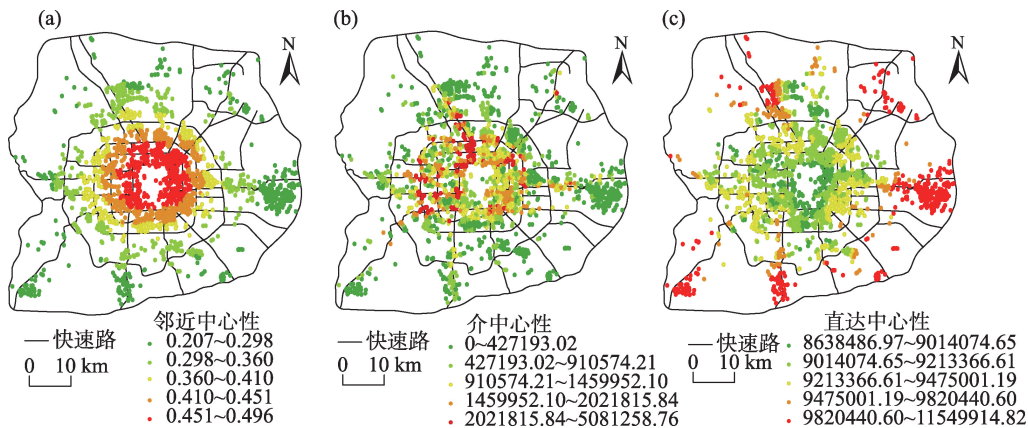 (a)
N
邻近中心性
快速路
0 10 km
0.207~0.298
0.298~0.360
0.360~0.410
0.410~0.451
0.451~0.496
(b)
N
介中心性
快速路
0 10 km
0~427193.02
427193.02~910574.21
910574.21~1459952.10
1459952.10~2021815.84
2021815.84~5081258.76
(c)
N
直达中心性
快速路
0 10 km
8638486.97~9014074.65
9014074.65~9213366.61
9213366.61~9475001.19
9475001.19~9820440.60
9820440.60~11549914.82